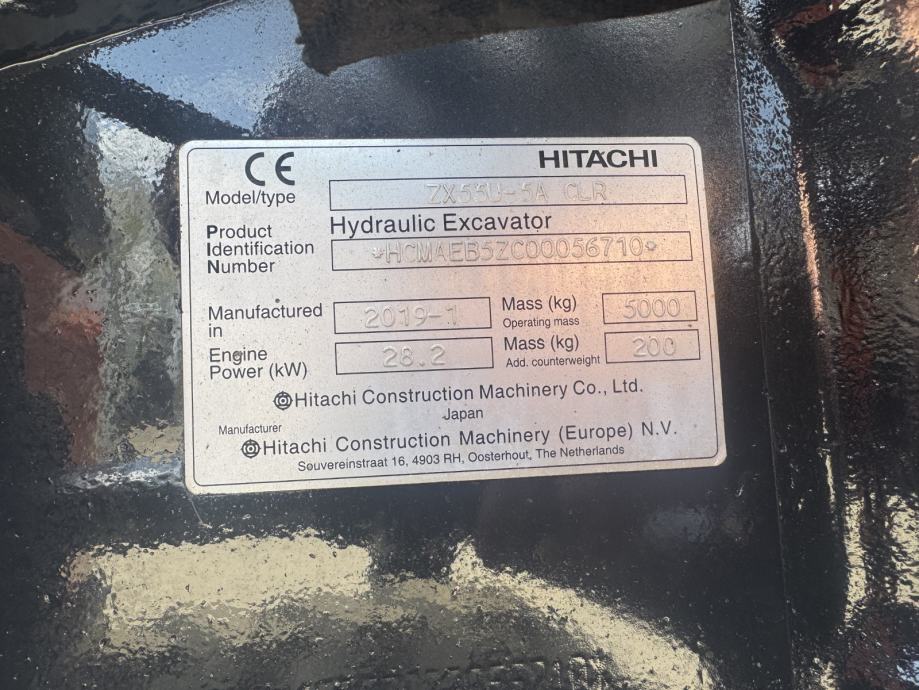 CE HITACHI
Model/type ZX55U-5A CLR
Hydraulic Excavator
Product Identification Number *HCMAEB5ZC00056710*
Manufactured in 2019-1
Mass (kg) Operating mass 5000
Engine Power (kW) 28.2
Mass (kg) Add. counterweight 200
Hitachi Construction Machinery Co., Ltd.
Japan
Manufacturer
Hitachi Construction Machinery (Europe) N.V.
Souvereinstraat 16, 4903 RH, Oosterhout, The Netherlands